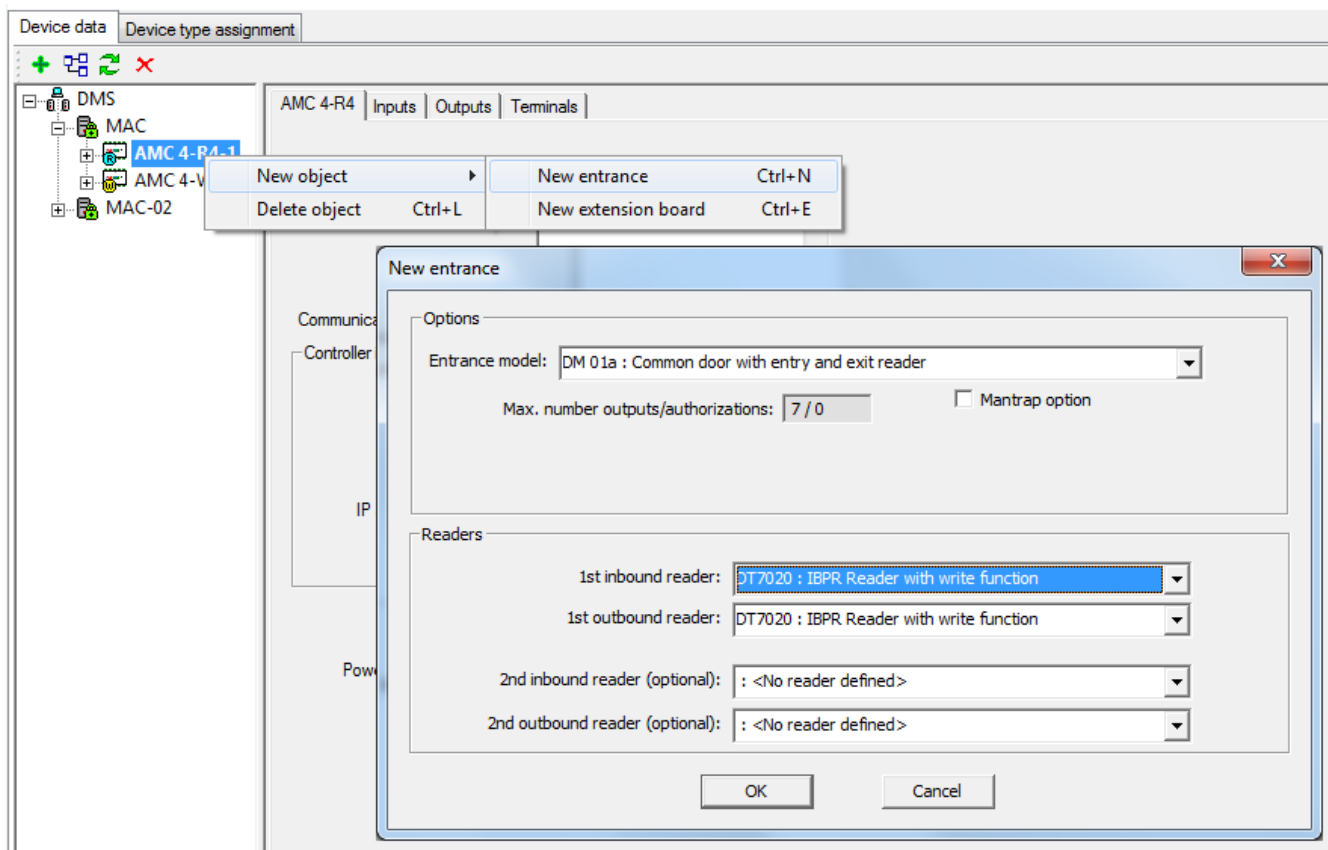 Device data Device type assignment
DMS
MAC
AMC 4-R4-1
AMC 4-W
MAC-02
AMC 4-R4 Inputs Outputs Terminals
New object
Delete object Ctrl+L
New entrance Ctrl+N
New extension board Ctrl+E
Communica
Controller
IP
Powe
New entrance
Options
Entrance model: DM 01a : Common door with entry and exit reader
Max. number outputs/authorizations: 7 / 0 Mantrap option
Readers
1st inbound reader: DT7020 : IBPR Reader with write function
1st outbound reader: DT7020 : IBPR Reader with write function
2nd inbound reader (optional): : <No reader defined>
2nd outbound reader (optional): : <No reader defined>
OK Cancel